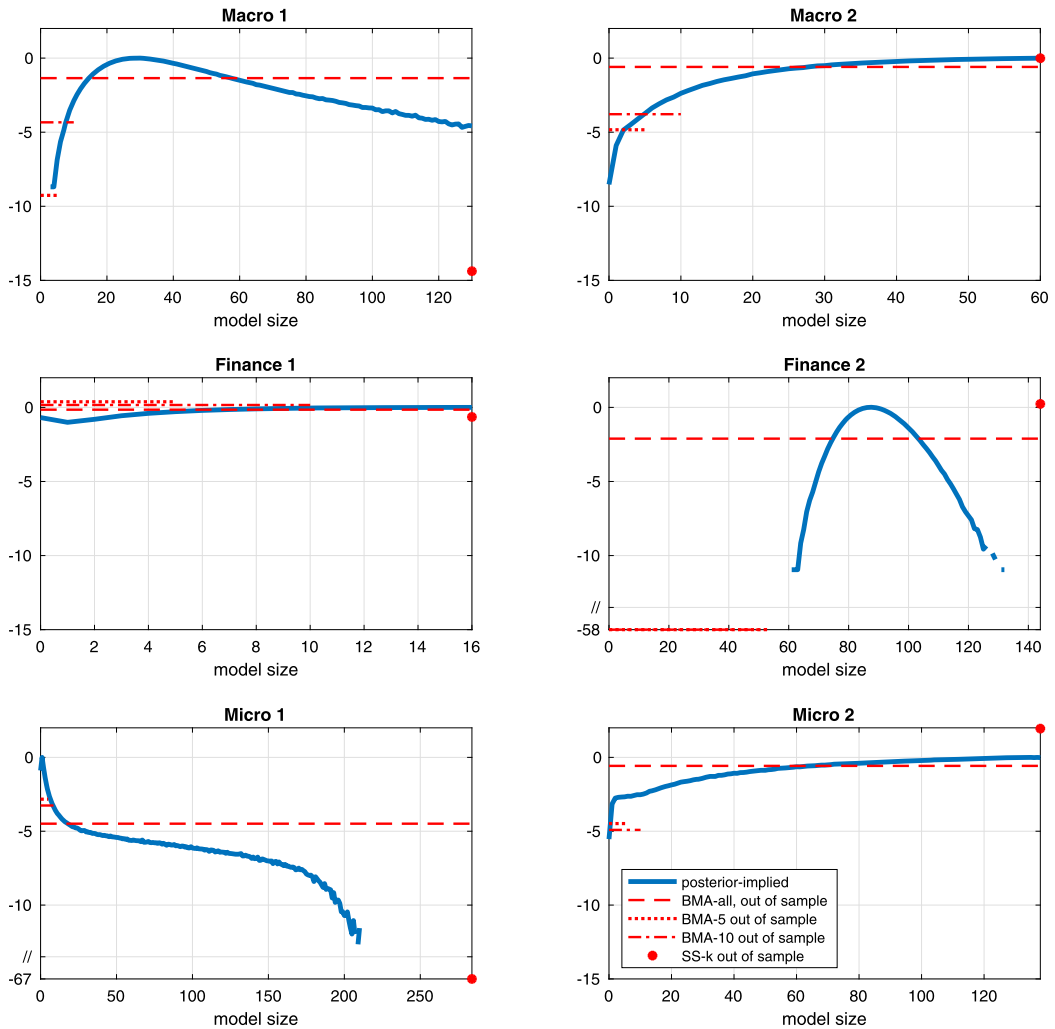 Macro 1
0
-5
-10
-15
0 20 40 60 80 100 120
model size
Macro 2
0
-5
-10
-15
0 10 20 30 40 50 60
model size
Finance 1
0
-5
-10
-15
0 2 4 6 8 10 12 14 16
model size
Finance 2
0
-5
-10
//
-58
0 20 40 60 80 100 120 140
model size
Micro 1
0
-5
-10
//
-67
0 50 100 150 200 250
model size
Micro 2
0
-5
-10
-15
posterior-implied
BMA-all, out of sample
BMA-5 out of sample
BMA-10 out of sample
SS-k out of sample
0 20 40 60 80 100 120
model size